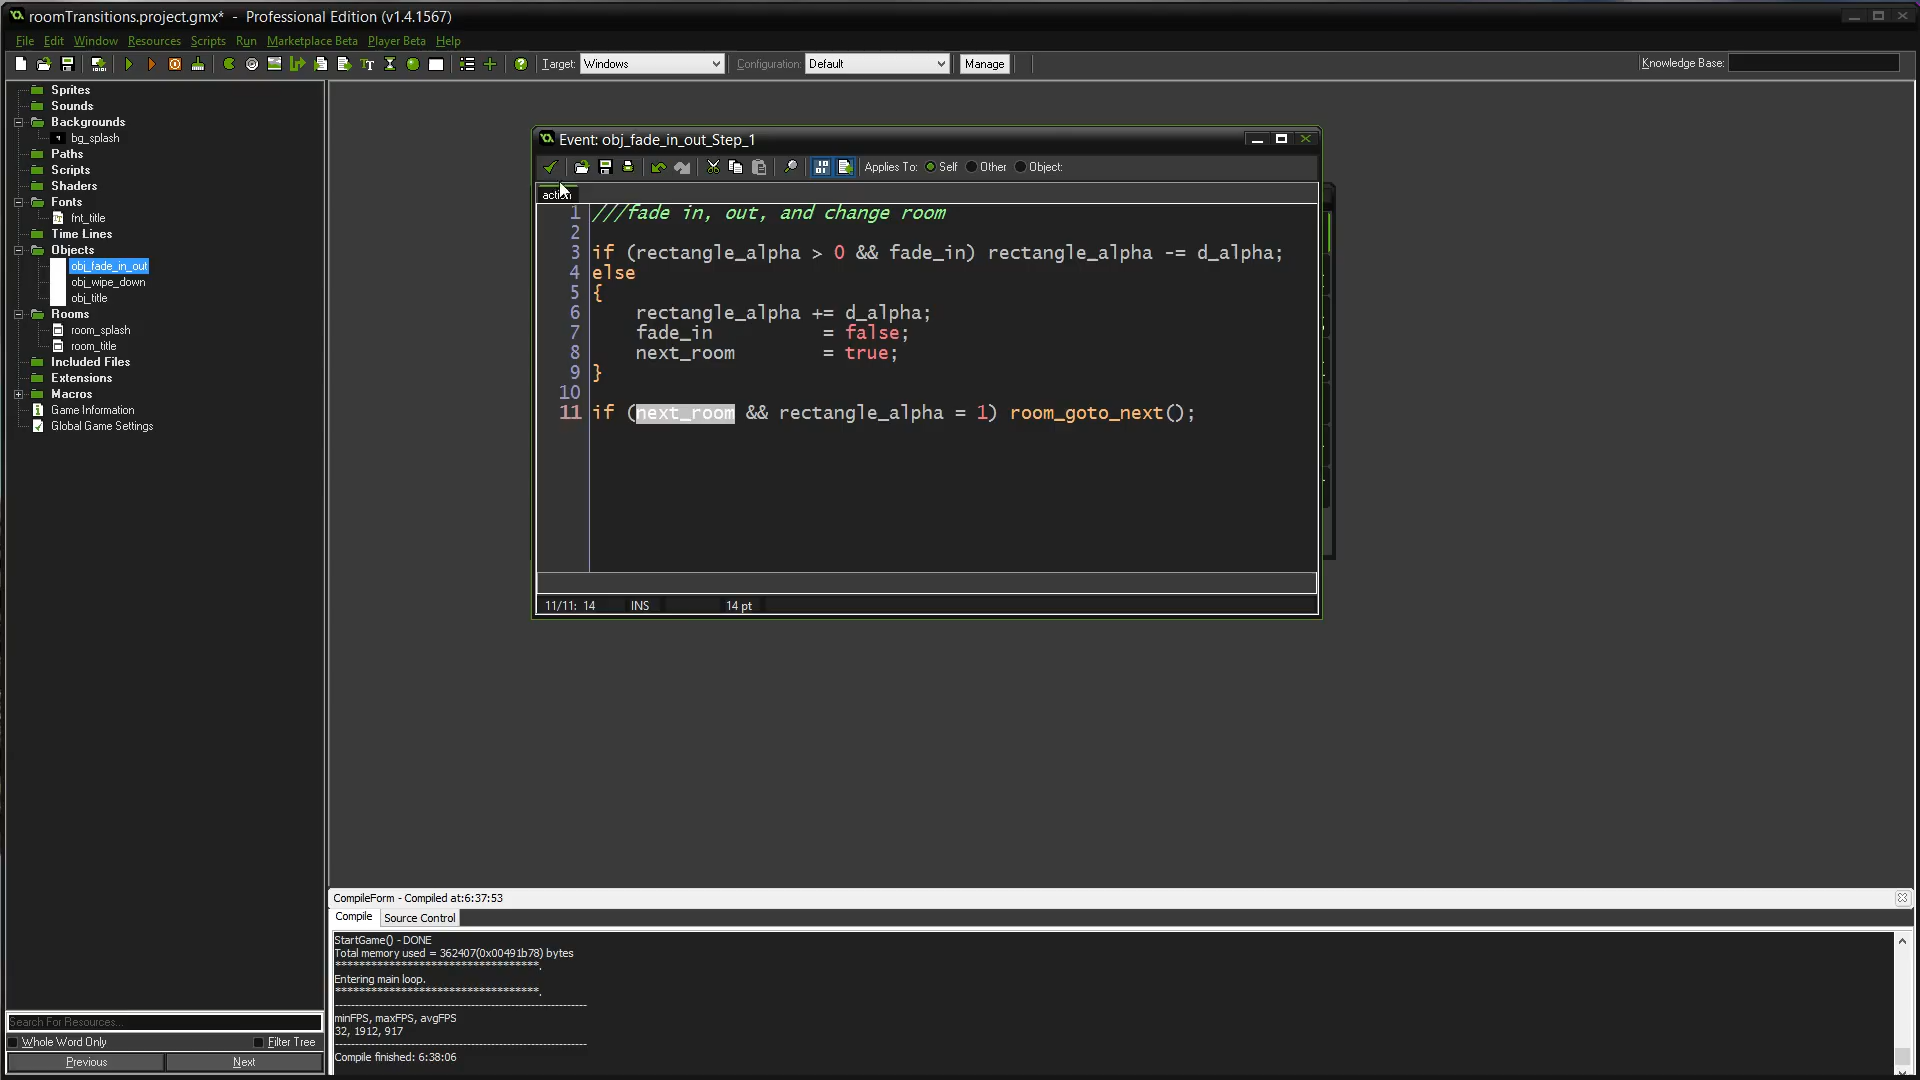 roomTransitions.project.gmx* - Professional Edition (v1.4.1567)
File Edit Window Resources Scripts Run Marketplace Beta Player Beta Help
Target: Windows Configuration: Default Manage Knowledge Base:
Sprites
Sounds
Backgrounds
bg_splash
Paths
Scripts
Shaders
Fonts
fnt_title
Time Lines
Objects
obj_fade_in_out
obj_wipe_down
obj_title
Rooms
room_splash
room_title
Included Files
Extensions
Macros
Game Information
Global Game Settings
Search For Resources...
Whole Word Only Filter Tree
Previous Next
Event: obj_fade_in_out_Step_1
Applies To: Self Other Object:
action
1 ///fade in, out, and change room
2
3 if (rectangle_alpha > 0 && fade_in) rectangle_alpha -= d_alpha;
4 else
5 {
6 rectangle_alpha += d_alpha;
7 fade_in = false;
8 next_room = true;
9 }
10
11 if (next_room && rectangle_alpha = 1) room_goto_next();
11/11: 14 INS 14 pt
CompileForm - Compiled at:6:37:53
Compile Source Control
StartGame() - DONE
Total memory used = 362407(0x00491b78) bytes
**********************************.
Entering main loop.
**********************************.
---------------------------------------------------------------
minFPS, maxFPS, avgFPS
32, 1912, 917
---------------------------------------------------------------
Compile finished: 6:38:06